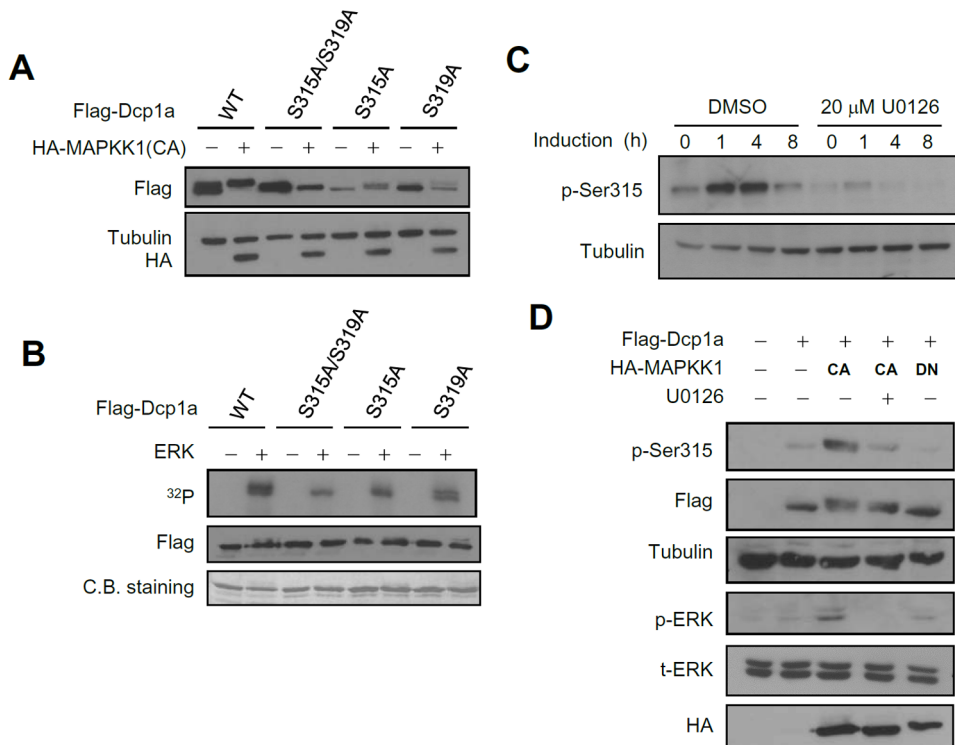 A
Flag-Dcp1a
WT
S315A/S319A
S315A
S319A
HA-MAPKK1(CA)
– + – + – + – +
Flag
Tubulin
HA
B
Flag-Dcp1a
WT
S315A/S319A
S315A
S319A
ERK
– + – + – + – +
32P
Flag
C.B. staining
C
DMSO 20 μM U0126
Induction (h) 0 1 4 8 0 1 4 8
p-Ser315
Tubulin
D
Flag-Dcp1a – + + + +
HA-MAPKK1 – – CA CA DN
U0126 – – – + –
p-Ser315
Flag
Tubulin
p-ERK
t-ERK
HA